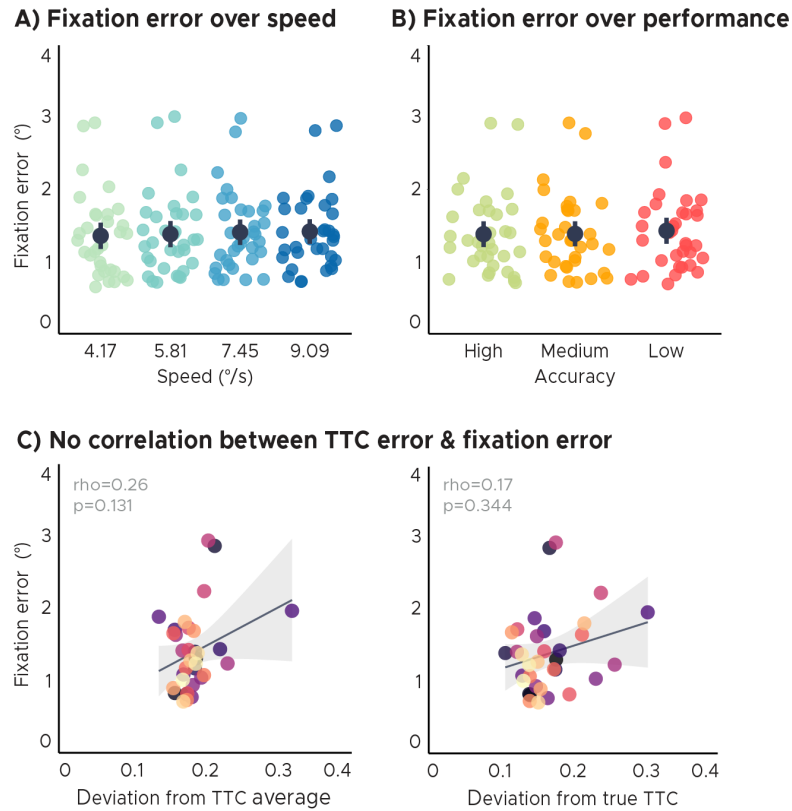 A) Fixation error over speed
4
3
2
1
0
Fixation error (°)
4.17 5.81 7.45 9.09
Speed (°/s)
B) Fixation error over performance
4
3
2
1
0
High Medium Low
Accuracy
C) No correlation between TTC error & fixation error
rho=0.26
p=0.131
4
3
2
1
0
Fixation error (°)
0 0.1 0.2 0.3 0.4
Deviation from TTC average
rho=0.17
p=0.344
4
3
2
1
0
0 0.1 0.2 0.3 0.4
Deviation from true TTC